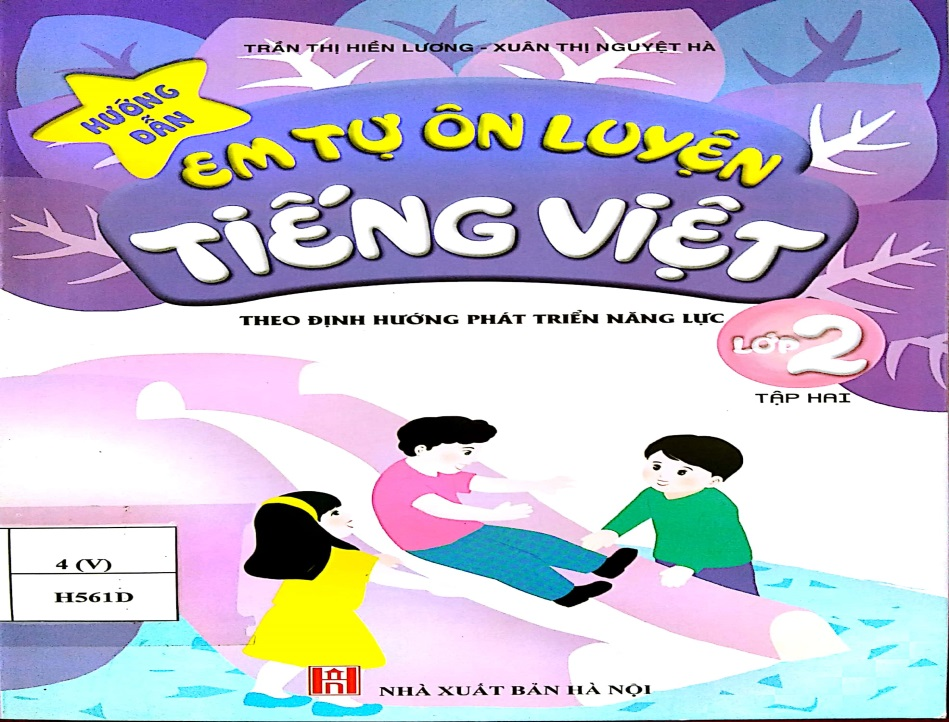 TRẦN THỊ HIỀN LƯƠNG - XUÂN THỊ NGUYỆT HÀ
HƯỚNG
DẪN
EM TỰ ÔN LUYỆN
TIẾNG VIỆT
THEO ĐỊNH HƯỚNG PHÁT TRIỂN NĂNG LỰC
LỚP 2
TẬP HAI
4 (V)
H561D
NHÀ XUẤT BẢN HÀ NỘI